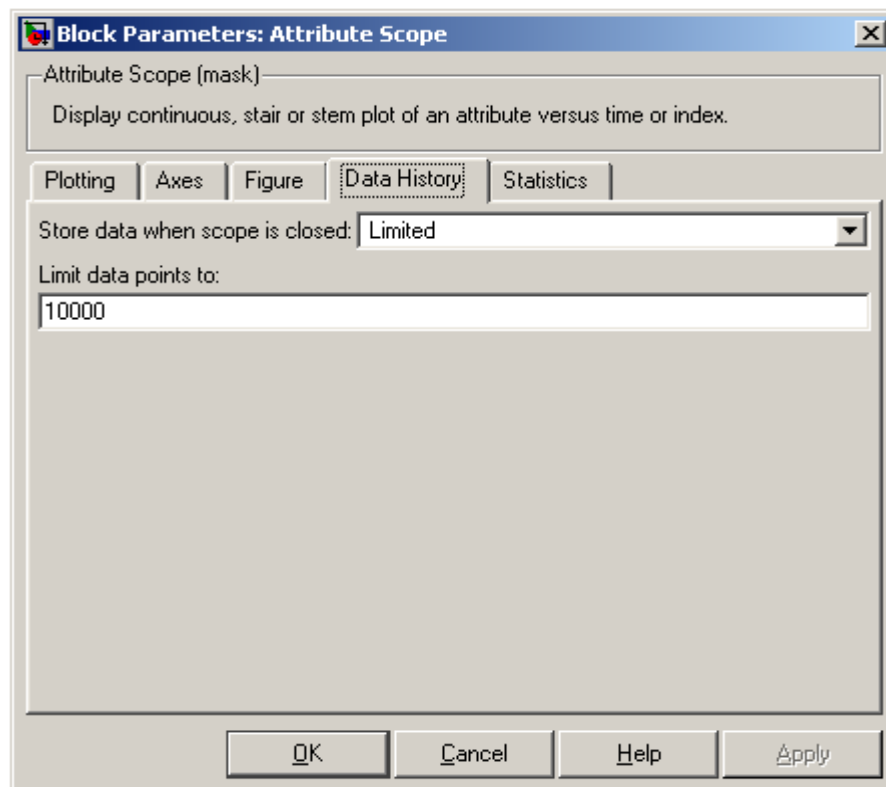 Block Parameters: Attribute Scope
Attribute Scope (mask)
Display continuous, stair or stem plot of an attribute versus time or index.
Plotting Axes Figure Data History Statistics
Store data when scope is closed: Limited
Limit data points to:
10000
OK Cancel Help Apply